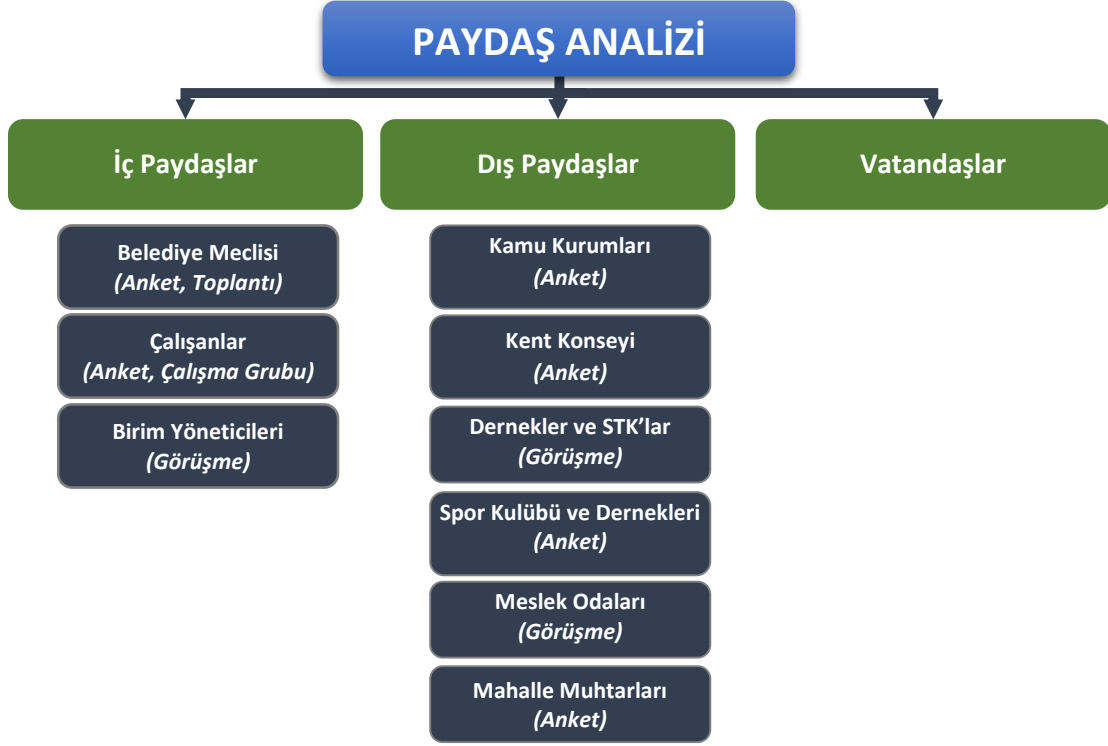 PAYDAŞ ANALİZİ
İç Paydaşlar
Belediye Meclisi
(Anket, Toplantı)
Çalışanlar
(Anket, Çalışma Grubu)
Birim Yöneticileri
(Görüşme)
Dış Paydaşlar
Kamu Kurumları
(Anket)
Kent Konseyi
(Anket)
Dernekler ve STK’lar
(Görüşme)
Spor Kulübü ve Dernekleri
(Anket)
Meslek Odaları
(Görüşme)
Mahalle Muhtarları
(Anket)
Vatandaşlar